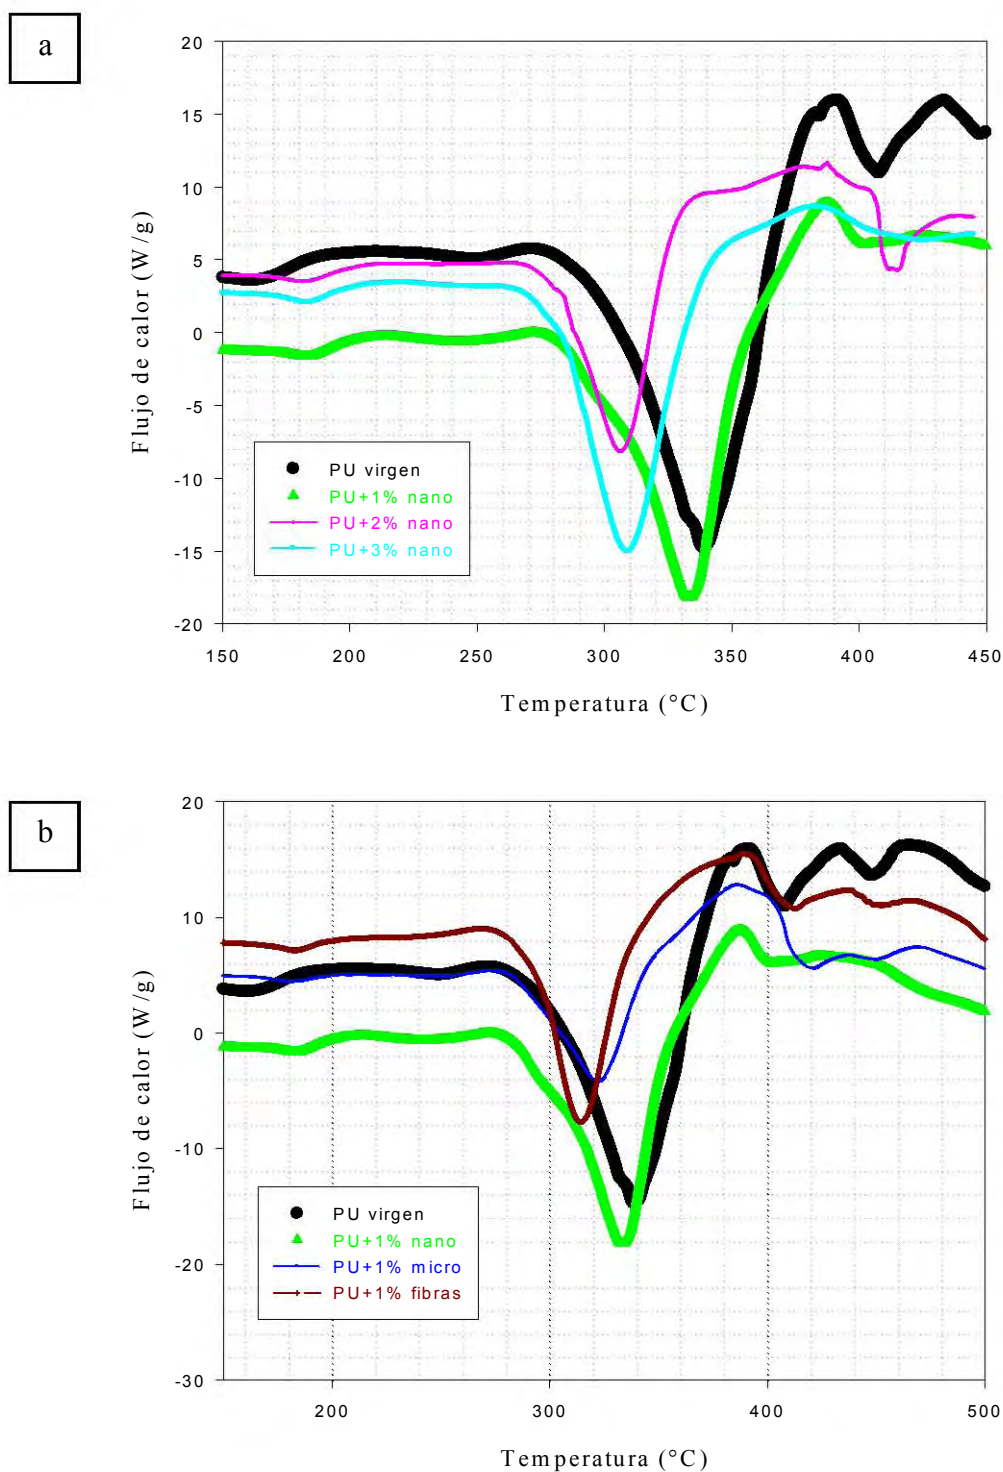 a
20
15
10
5
0
-5
-10
-15
-20
Flujo de calor (W/g)
PU virgen
PU+1% nano
PU+2% nano
PU+3% nano
150 200 250 300 350 400 450
Temperatura (°C)
b
20
10
0
-10
-20
-30
Flujo de calor (W/g)
PU virgen
PU+1% nano
PU+1% micro
PU+1% fibras
200 300 400 500
Temperatura (°C)